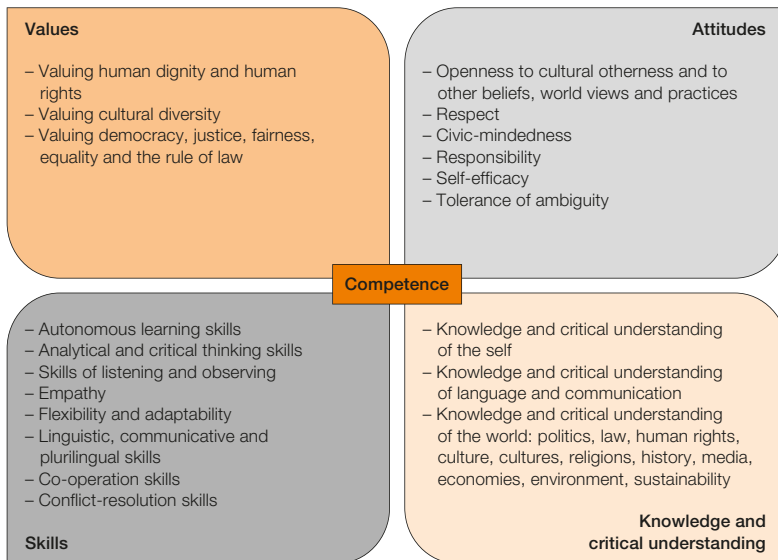 Values
– Valuing human dignity and human
rights
– Valuing cultural diversity
– Valuing democracy, justice, fairness,
equality and the rule of law
Attitudes
– Openness to cultural otherness and to
other beliefs, world views and practices
– Respect
– Civic-mindedness
– Responsibility
– Self-efficacy
– Tolerance of ambiguity
Competence
– Autonomous learning skills
– Analytical and critical thinking skills
– Skills of listening and observing
– Empathy
– Flexibility and adaptability
– Linguistic, communicative and
plurilingual skills
– Co-operation skills
– Conflict-resolution skills
Skills
– Knowledge and critical understanding
of the self
– Knowledge and critical understanding
of language and communication
– Knowledge and critical understanding
of the world: politics, law, human rights,
culture, cultures, religions, history, media,
economies, environment, sustainability
Knowledge and
critical understanding